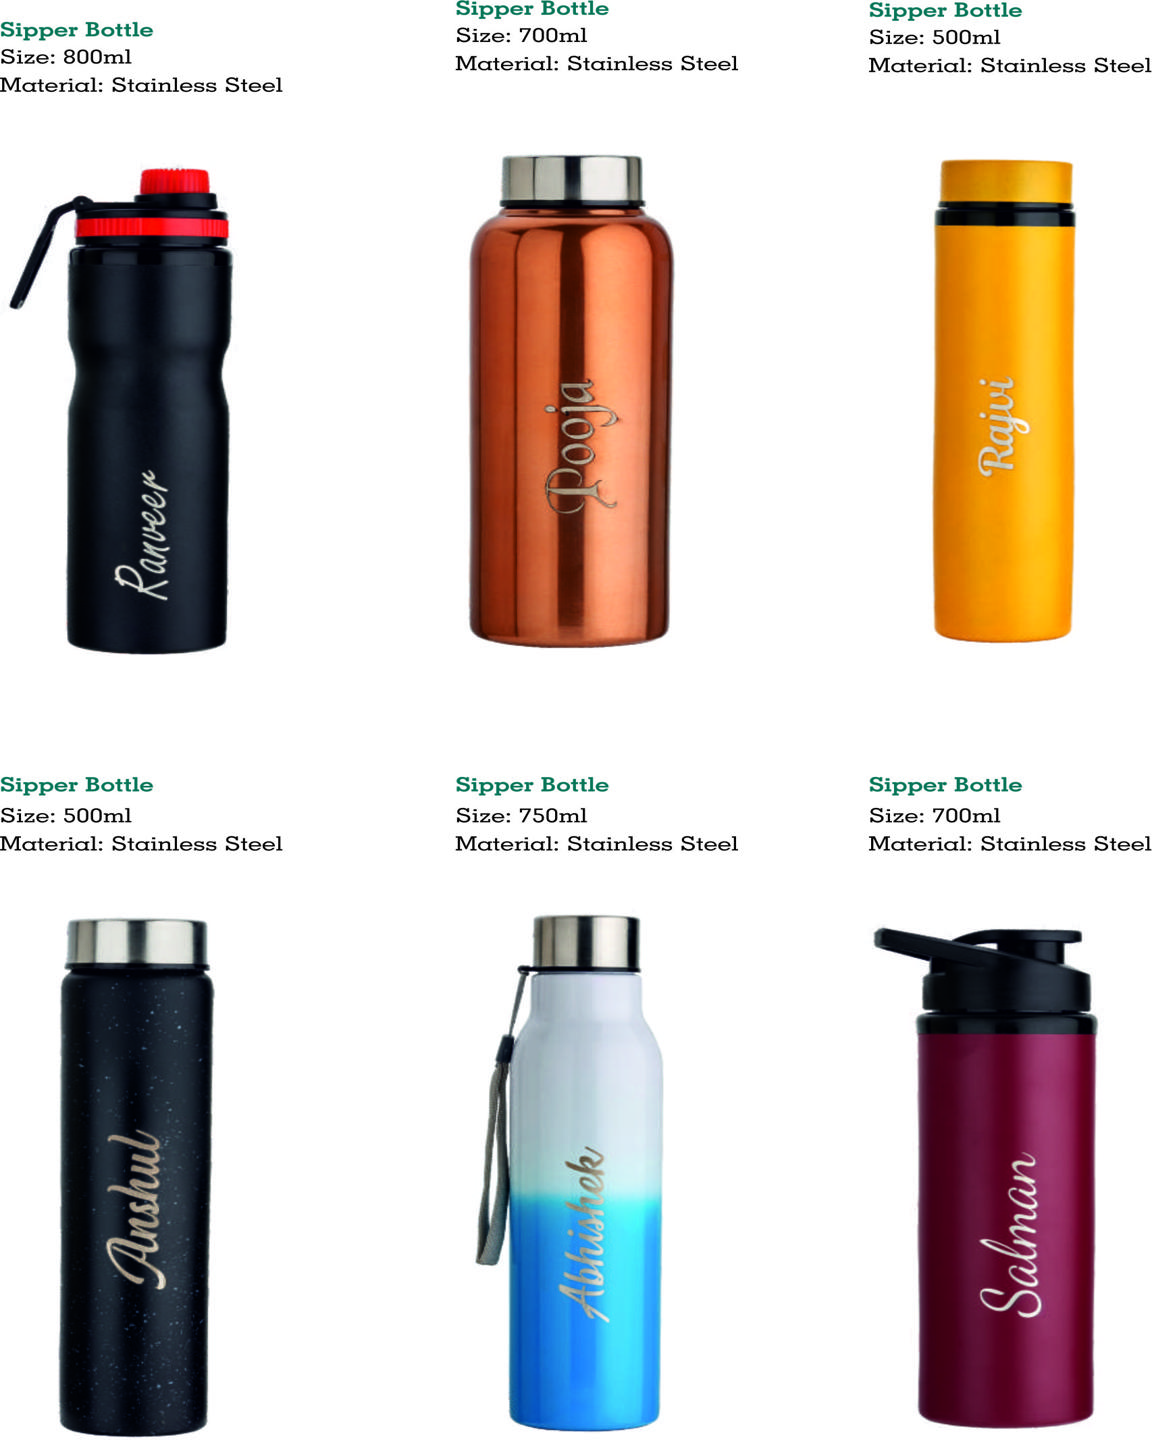 Sipper Bottle
Size: 800ml
Material: Stainless Steel
Ranveer
Sipper Bottle
Size: 700ml
Material: Stainless Steel
Pooja
Sipper Bottle
Size: 500ml
Material: Stainless Steel
Rajvi
Sipper Bottle
Size: 500ml
Material: Stainless Steel
Anshul
Sipper Bottle
Size: 750ml
Material: Stainless Steel
Abhishek
Sipper Bottle
Size: 700ml
Material: Stainless Steel
Salman